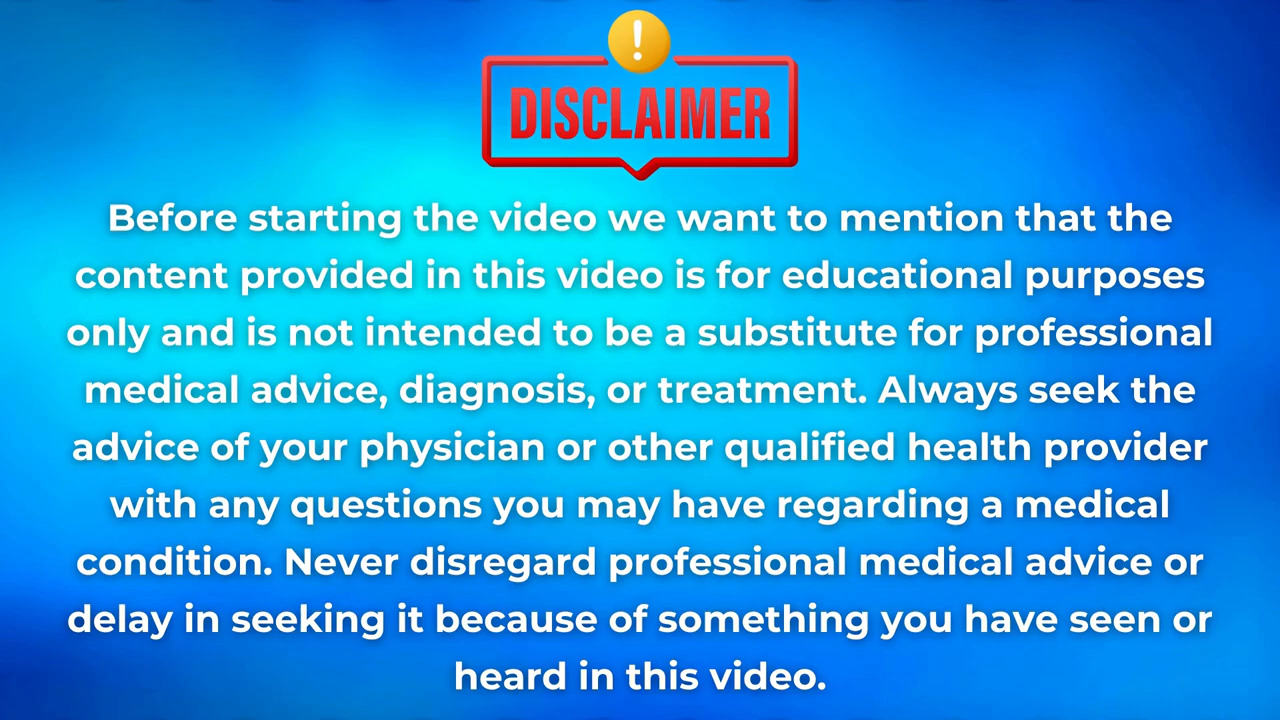 !
DISCLAIMER
Before starting the video we want to mention that the
content provided in this video is for educational purposes
only and is not intended to be a substitute for professional
medical advice, diagnosis, or treatment. Always seek the
advice of your physician or other qualified health provider
with any questions you may have regarding a medical
condition. Never disregard professional medical advice or
delay in seeking it because of something you have seen or
heard in this video.